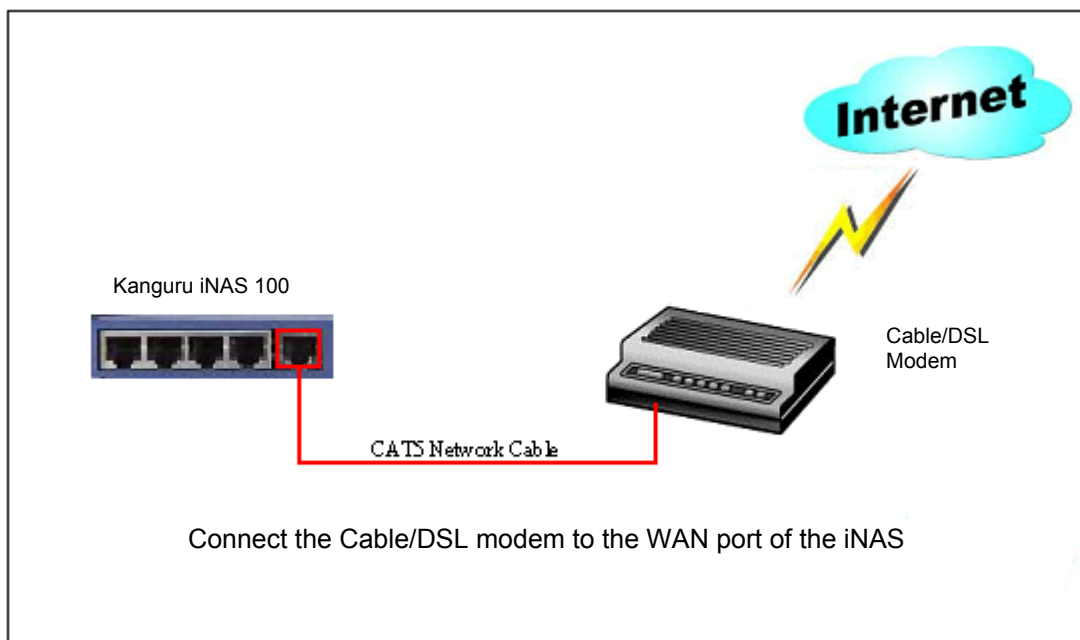 Internet
Kanguru iNAS 100
Cable/DSL
Modem
CAT5 Network Cable
Connect the Cable/DSL modem to the WAN port of the iNAS